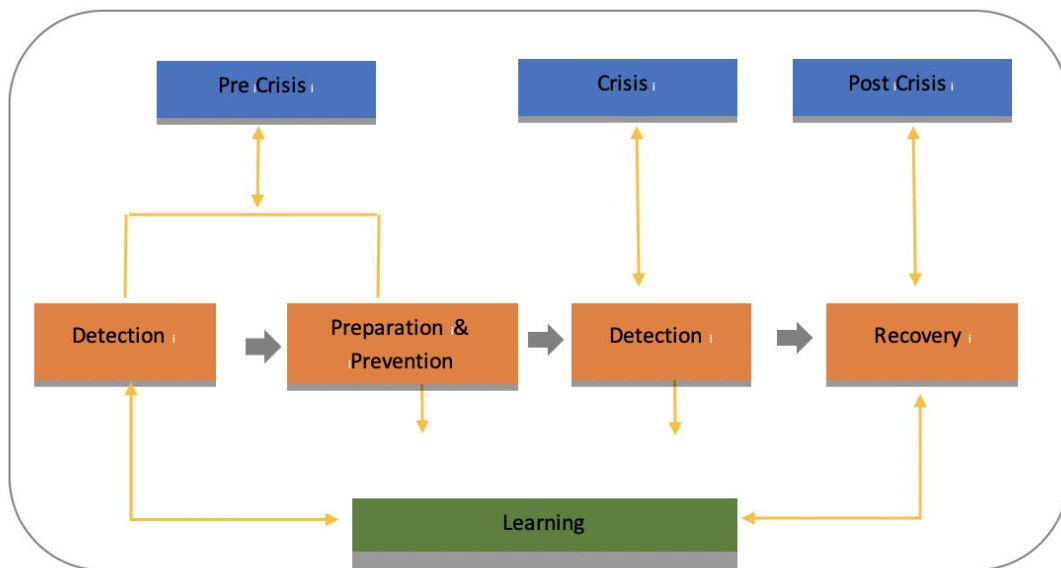 Pre Crisis
Crisis
Post Crisis
Detection
Preparation &
Prevention
Detection
Recovery
Learning